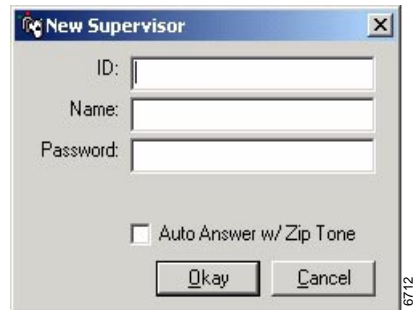 New Supervisor
ID:
Name:
Password:
Auto Answer w/ Zip Tone
Okay Cancel
6712